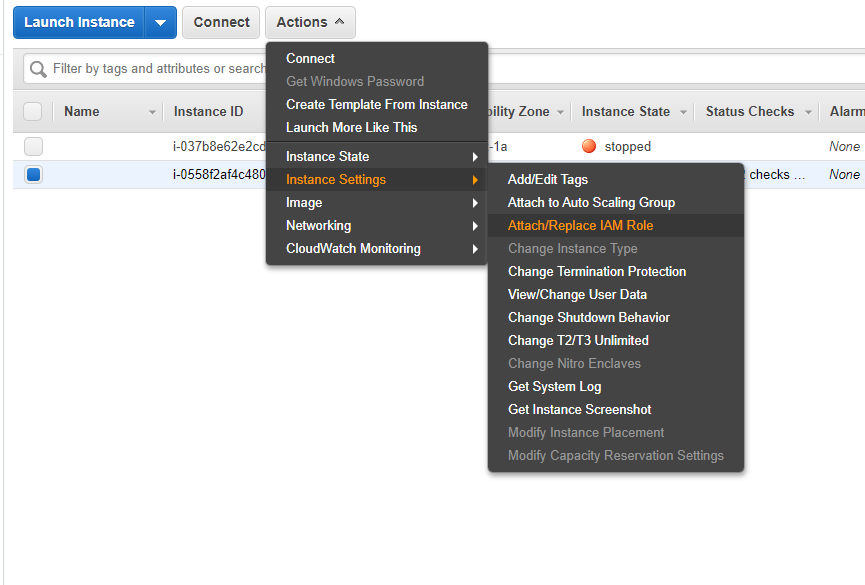 Launch Instance Connect Actions
Filter by tags and attributes or search
Name Instance ID bility Zone Instance State Status Checks Alarm
i-037b8e62e2cd -1a stopped None
i-0558f2af4c480 checks ... None
Connect
Get Windows Password
Create Template From Instance
Launch More Like This
Instance State
Instance Settings
Image
Networking
CloudWatch Monitoring
Add/Edit Tags
Attach to Auto Scaling Group
Attach/Replace IAM Role
Change Instance Type
Change Termination Protection
View/Change User Data
Change Shutdown Behavior
Change T2/T3 Unlimited
Change Nitro Enclaves
Get System Log
Get Instance Screenshot
Modify Instance Placement
Modify Capacity Reservation Settings